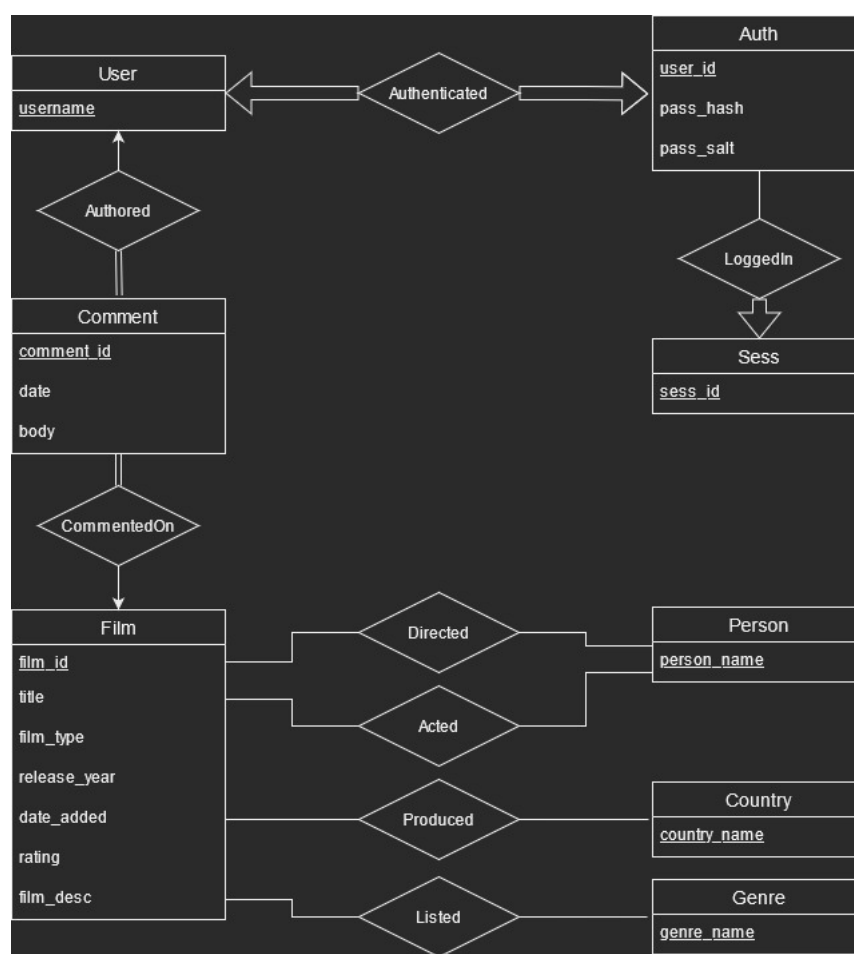 User
username
Authenticated
Auth
user_id
pass_hash
pass_salt
Authored
LoggedIn
Comment
comment_id
date
body
Sess
sess_id
CommentedOn
Film
film_id
title
film_type
release_year
date_added
rating
film_desc
Directed
Acted
Produced
Listed
Person
person_name
Country
country_name
Genre
genre_name